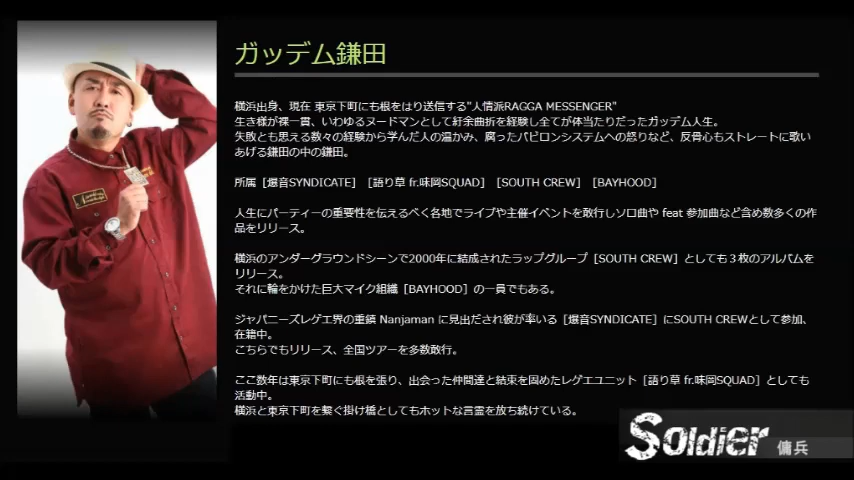 ガッデム鎌田
横浜出身、現在 東京下町にも根をはり送信する"人情派RAGGA MESSENGER"
生き様が裸一貫、いわゆるヌードマンとして紆余曲折を経験し全てが体当たりだったガッデム人生。
失敗とも思える数々の経験から学んだ人の温かみ、腐ったバビロンシステムへの怒りなど、反骨心もストレートに歌い
あげる鎌田の中の鎌田。
所属［爆音SYNDICATE］［語り草 fr.味岡SQUAD］［SOUTH CREW］［BAYHOOD］
人生にパーティーの重要性を伝えるべく各地でライブや主催イベントを敢行しソロ曲や feat 参加曲など含め数多くの作
品をリリース。
横浜のアンダーグラウンドシーンで2000年に結成されたラップグループ［SOUTH CREW］としても３枚のアルバムを
リリース。
それに輪をかけた巨大マイク組織［BAYHOOD］の一員でもある。
ジャパニーズレゲエ界の重鎮 Nanjaman に見出だされ彼が率いる［爆音SYNDICATE］にSOUTH CREWとして参加、
在籍中。
こちらでもリリース、全国ツアーを多数敢行。
ここ数年は東京下町にも根を張り、出会った仲間達と結束を固めたレゲエユニット［語り草 fr.味岡SQUAD］としても
活動中。
横浜と東京下町を繋ぐ掛け橋としてもホットな言霊を放ち続けている。
Soldier 傭兵